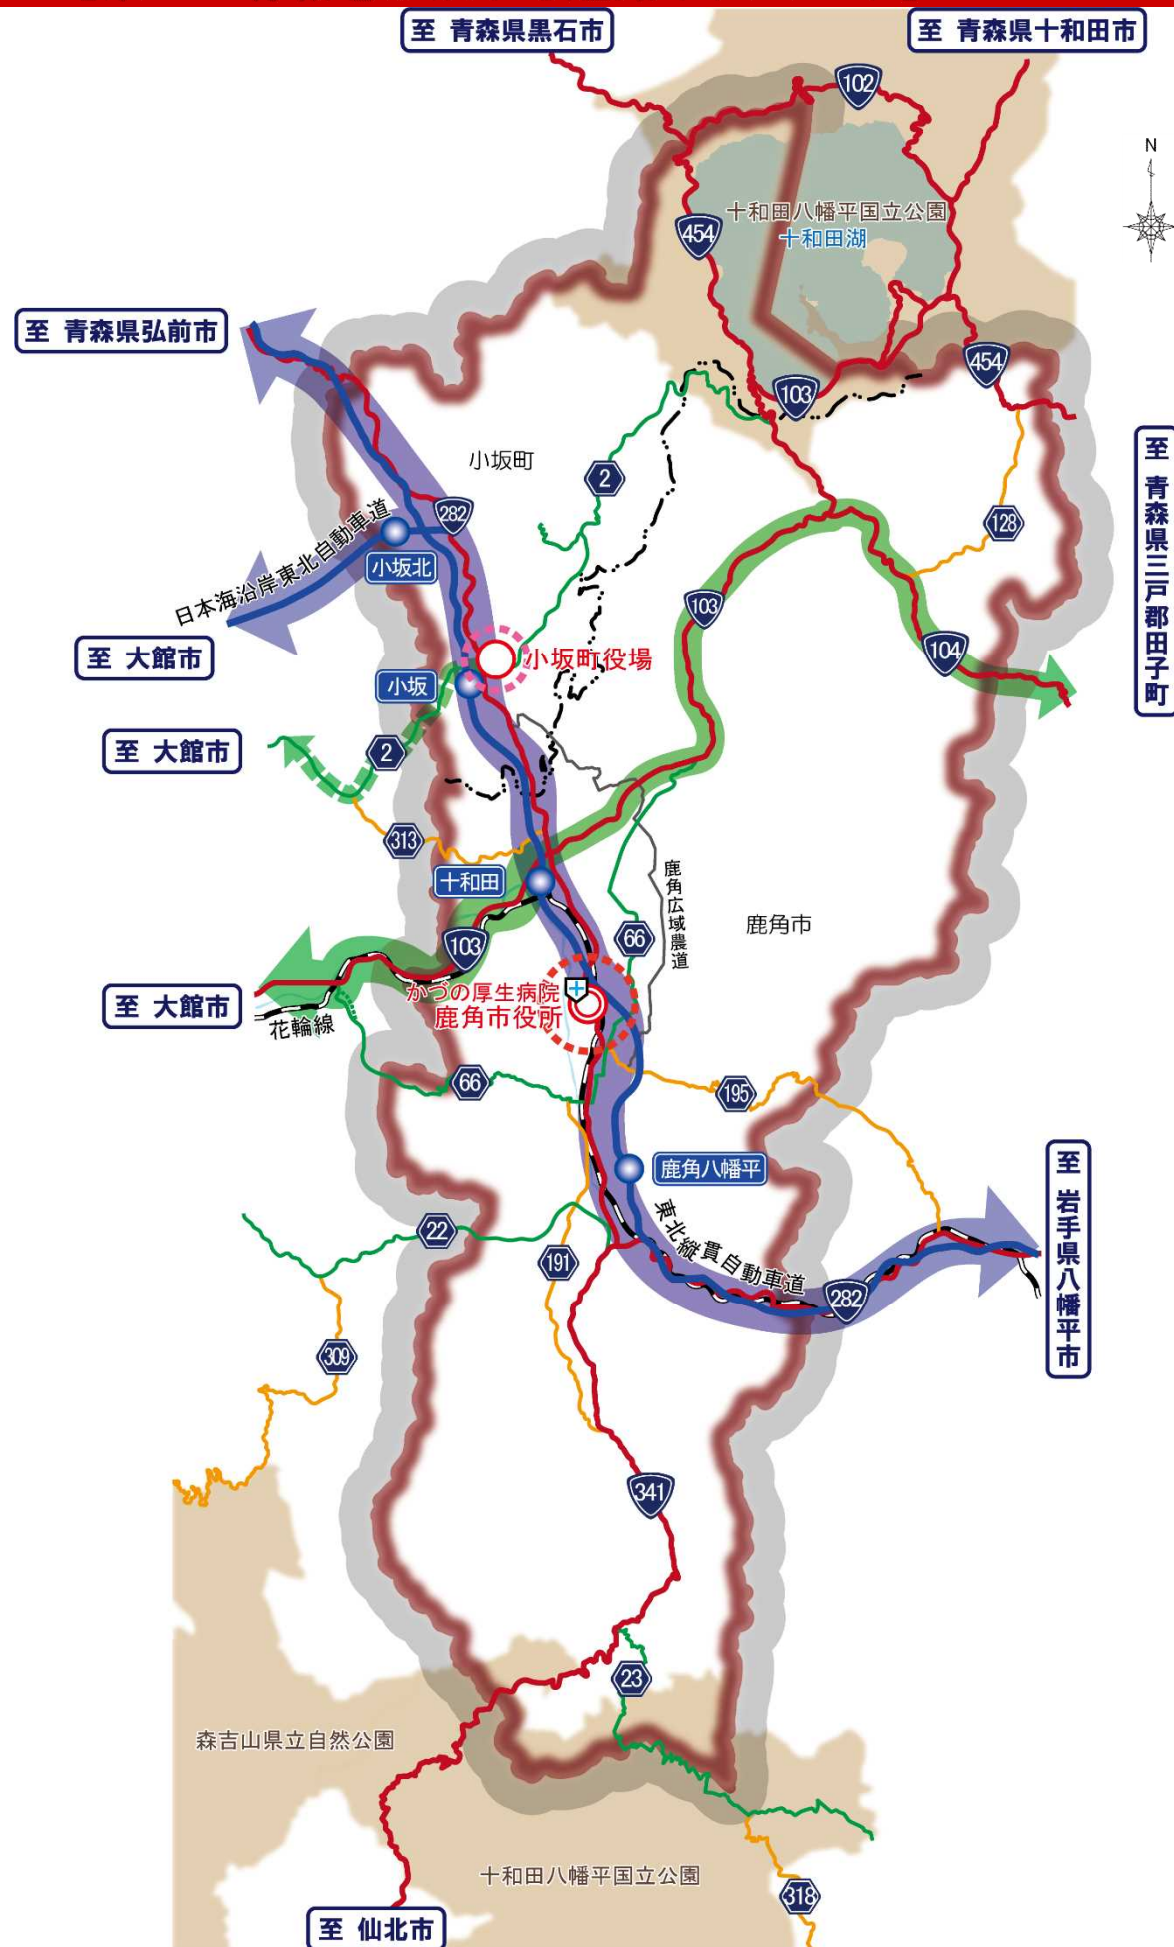 至 青森県黒石市
至 青森県十和田市
102
N
十和田八幡平国立公園
454
十和田湖
至 青森県弘前市
454
103
小坂町
至 青森県三戸郡田子町
2
282
128
日本海沿岸東北自動車道
小坂北
103
至 大館市
小坂町役場
104
小坂
至 大館市
2
313
十和田
鹿角広域農道
鹿角市
66
103
至 大館市
かづの厚生病院
鹿角市役所
花輪線
66
195
鹿角八幡平
至 岩手県八幡平市
22
東北縦貫自動車道
191
282
309
341
23
森吉山県立自然公園
十和田八幡平国立公園
318
至 仙北市